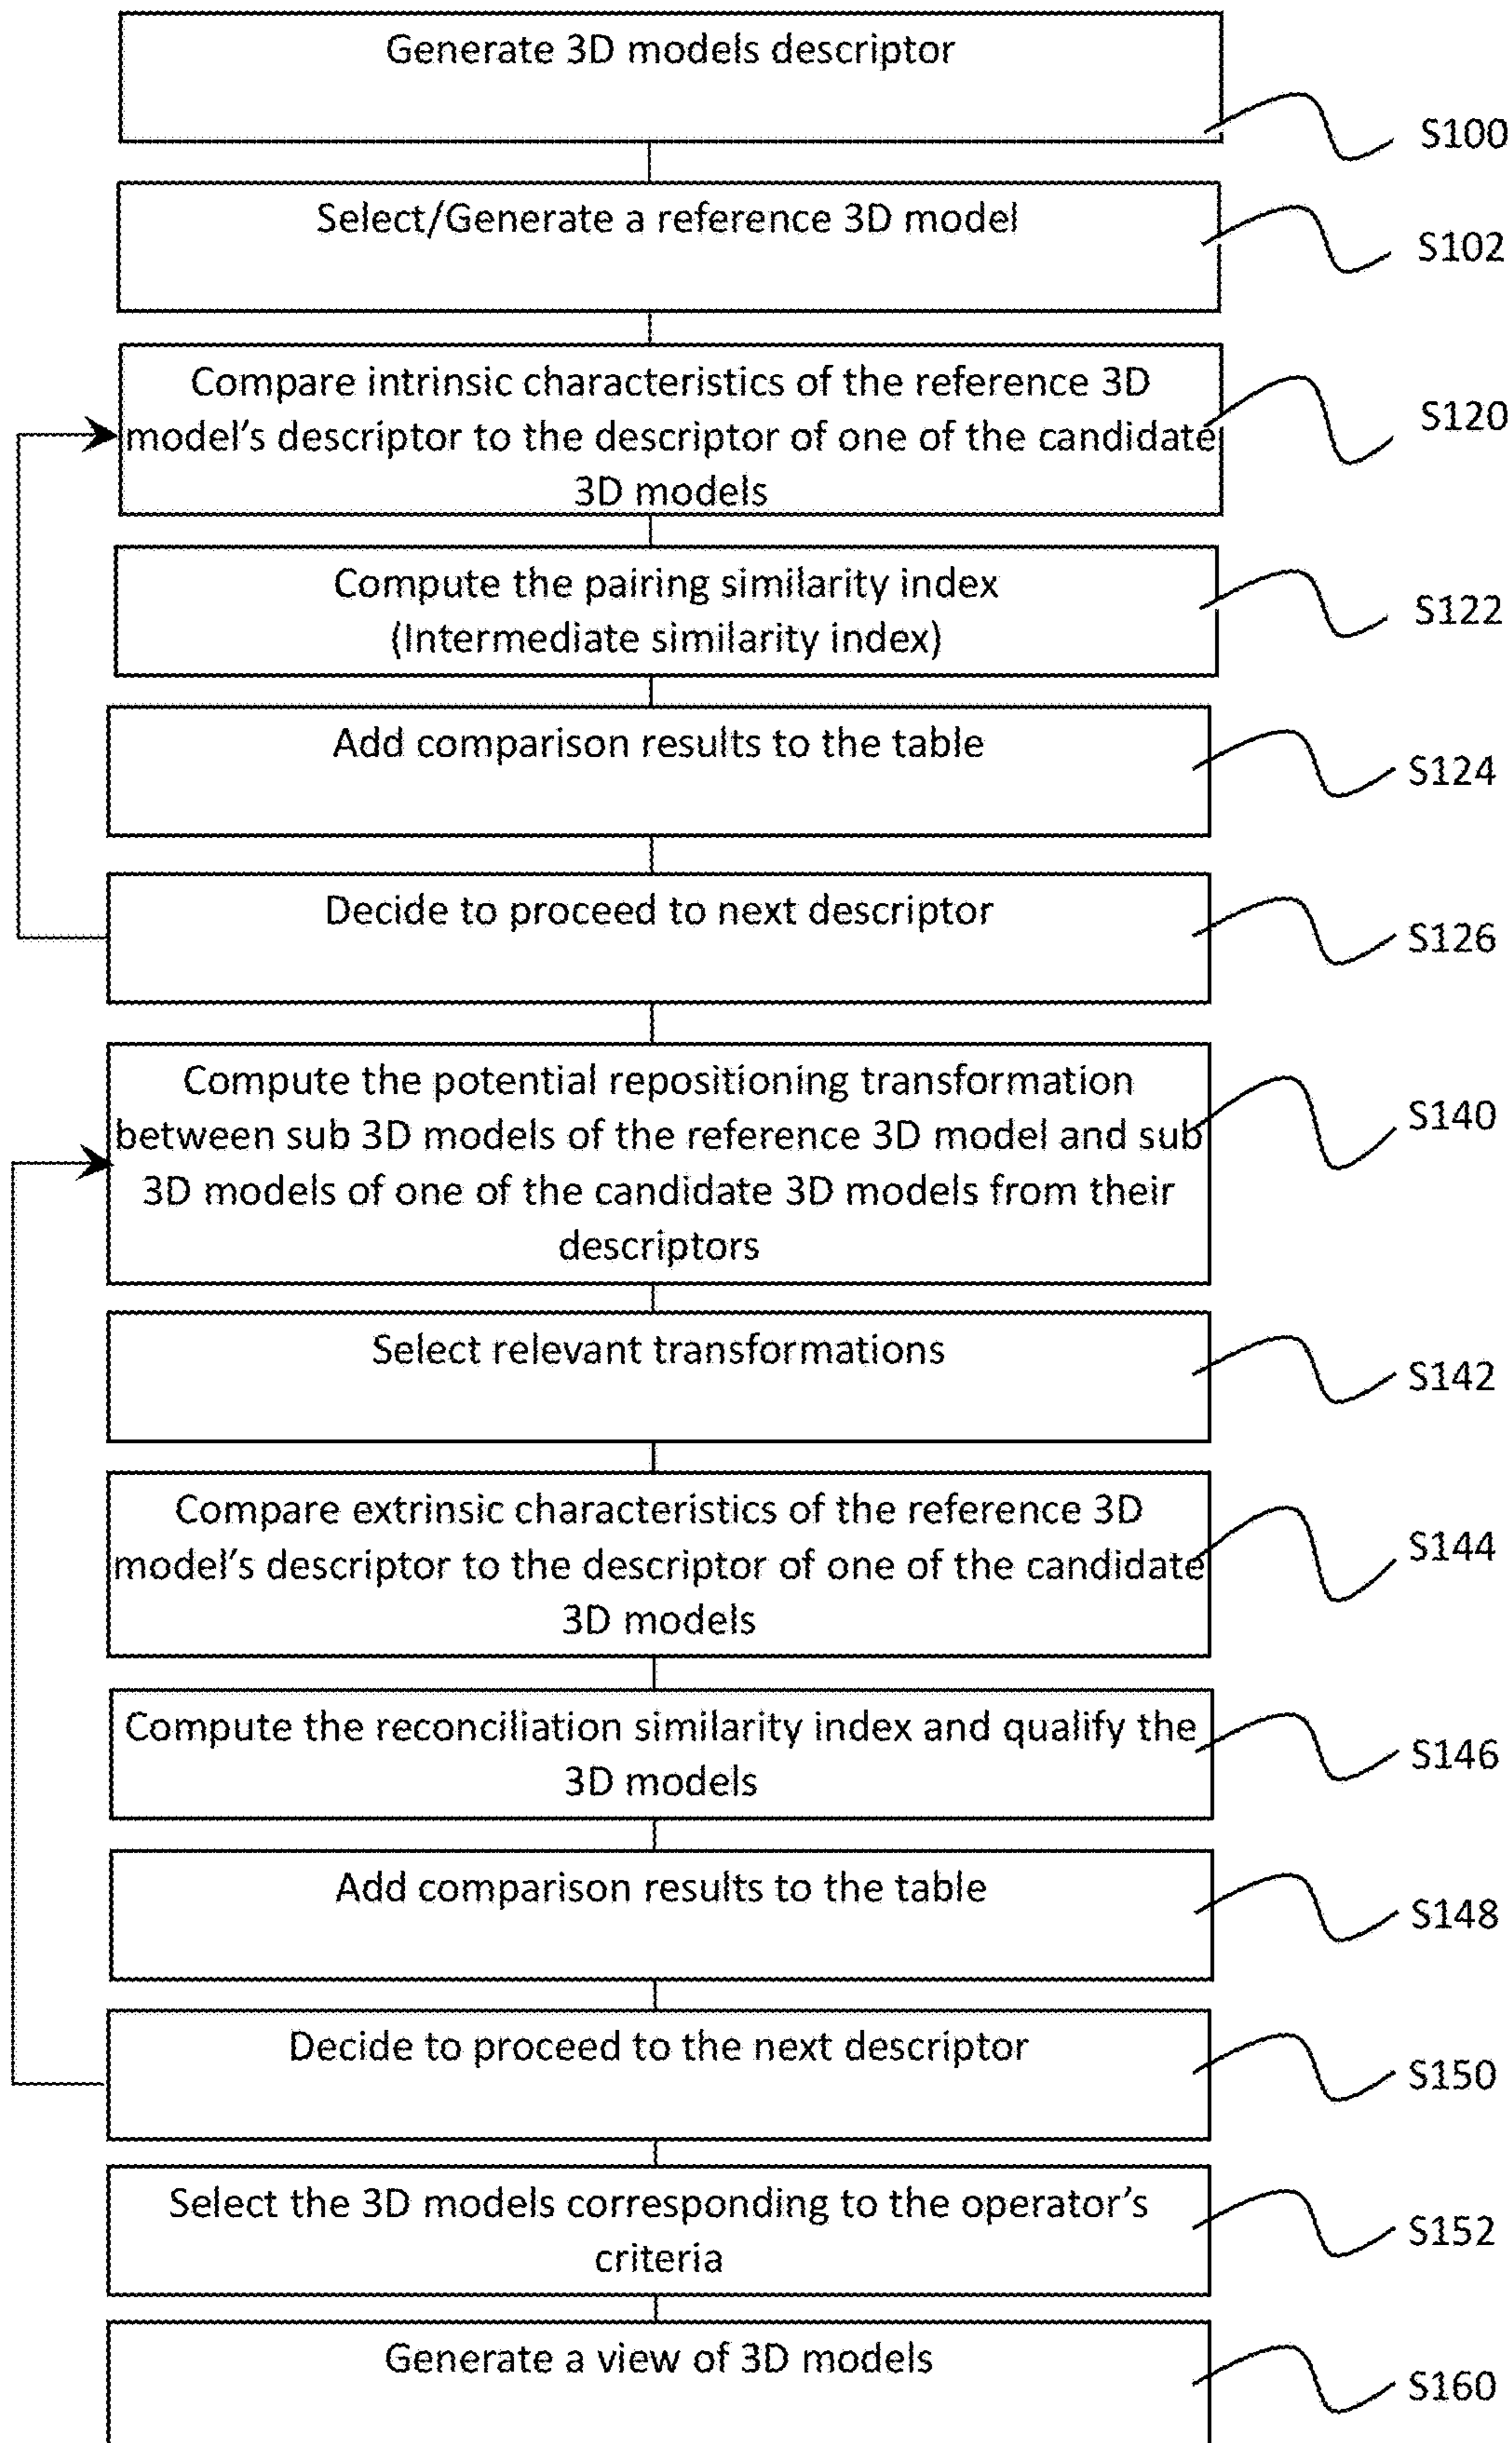 Generate 3D models descriptor
S100
Select/Generate a reference 3D model
S102
Compare intrinsic characteristics of the reference 3D
model's descriptor to the descriptor of one of the candidate
3D models
S120
Compute the pairing similarity index
(Intermediate similarity index)
S122
Add comparison results to the table
S124
Decide to proceed to next descriptor
S126
Compute the potential repositioning transformation
between sub 3D models of the reference 3D model and sub
3D models of one of the candidate 3D models from their
descriptors
S140
Select relevant transformations
S142
Compare extrinsic characteristics of the reference 3D
model's descriptor to the descriptor of one of the candidate
3D models
S144
Compute the reconciliation similarity index and qualify the
3D models
S146
Add comparison results to the table
S148
Decide to proceed to the next descriptor
S150
Select the 3D models corresponding to the operator's
criteria
S152
Generate a view of 3D models
S160